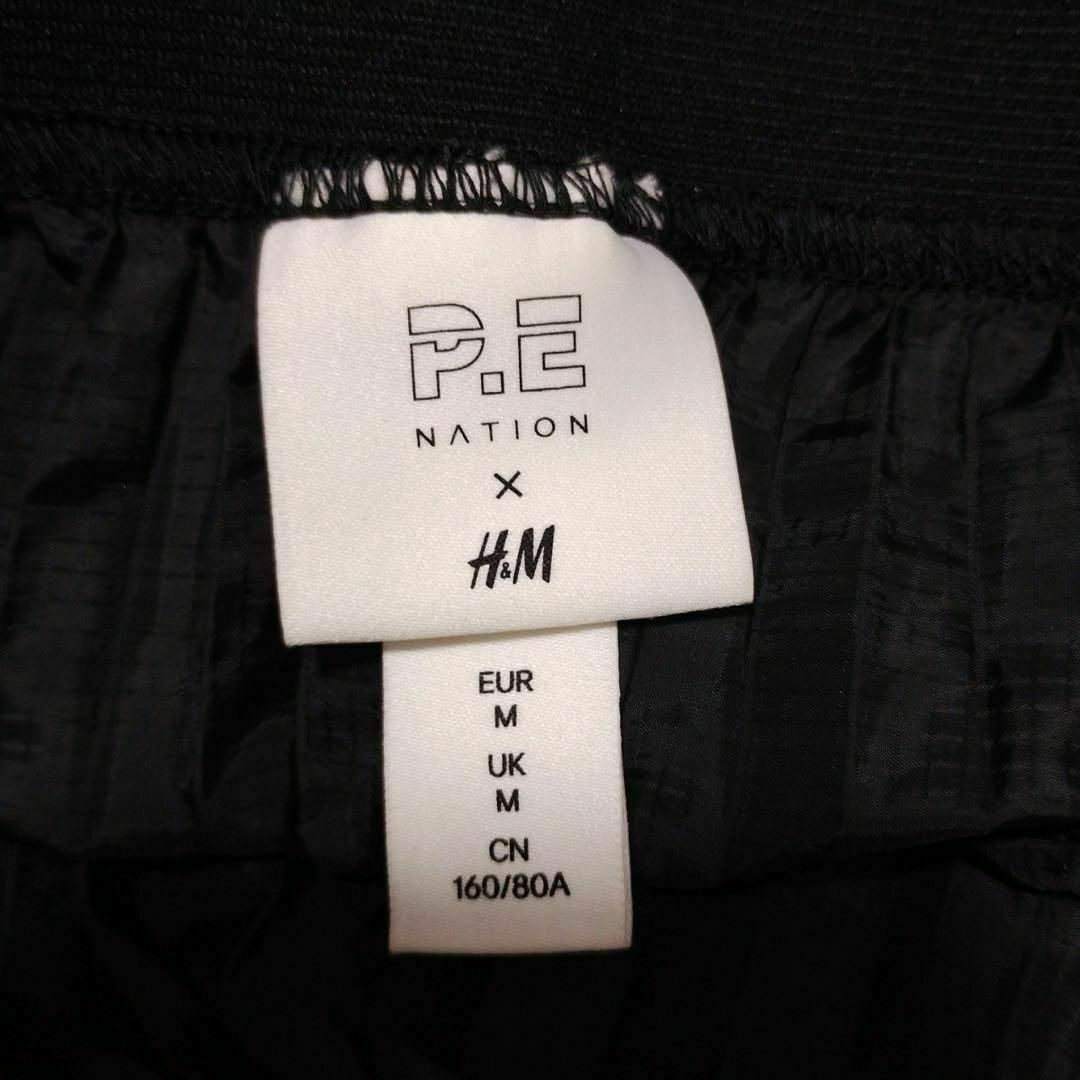 P.E
NATION
×
H&M
EUR
M
UK
M
CN
160/80A